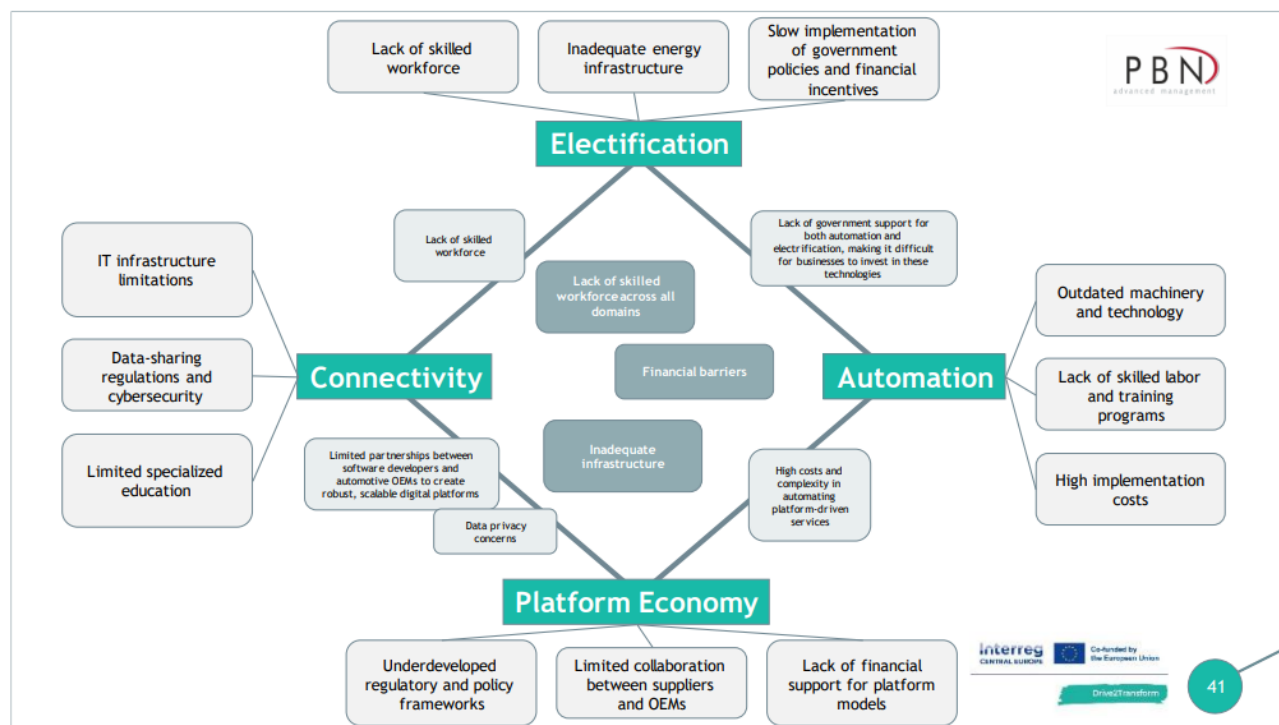 Lack of skilled
workforce
Inadequate energy
infrastructure
Slow implementation
of government
policies and financial
incentives
PBN
advanced management
Electification
Lack of skilled
workforce
Lack of government support for
both automation and
electrification, making it difficult
for businesses to invest in these
technologies
IT infrastructure
limitations
Lack of skilled
workforce across all
domains
Outdated machinery
and technology
Data-sharing
regulations and
cybersecurity
Connectivity
Financial barriers
Automation
Lack of skilled labor
and training
programs
Limited specialized
education
Limited partnerships between
software developers and
automotive OEMs to create
robust, scalable digital platforms
Inadequate
infrastructure
High costs and
complexity in
automating
platform-driven
services
High implementation
costs
Data privacy
concerns
Platform Economy
Underdeveloped
regulatory and policy
frameworks
Limited collaboration
between suppliers
and OEMs
Lack of financial
support for platform
models
Interreg
CENTRAL EUROPE
Co-funded by
the European Union
Drive2Transform
41